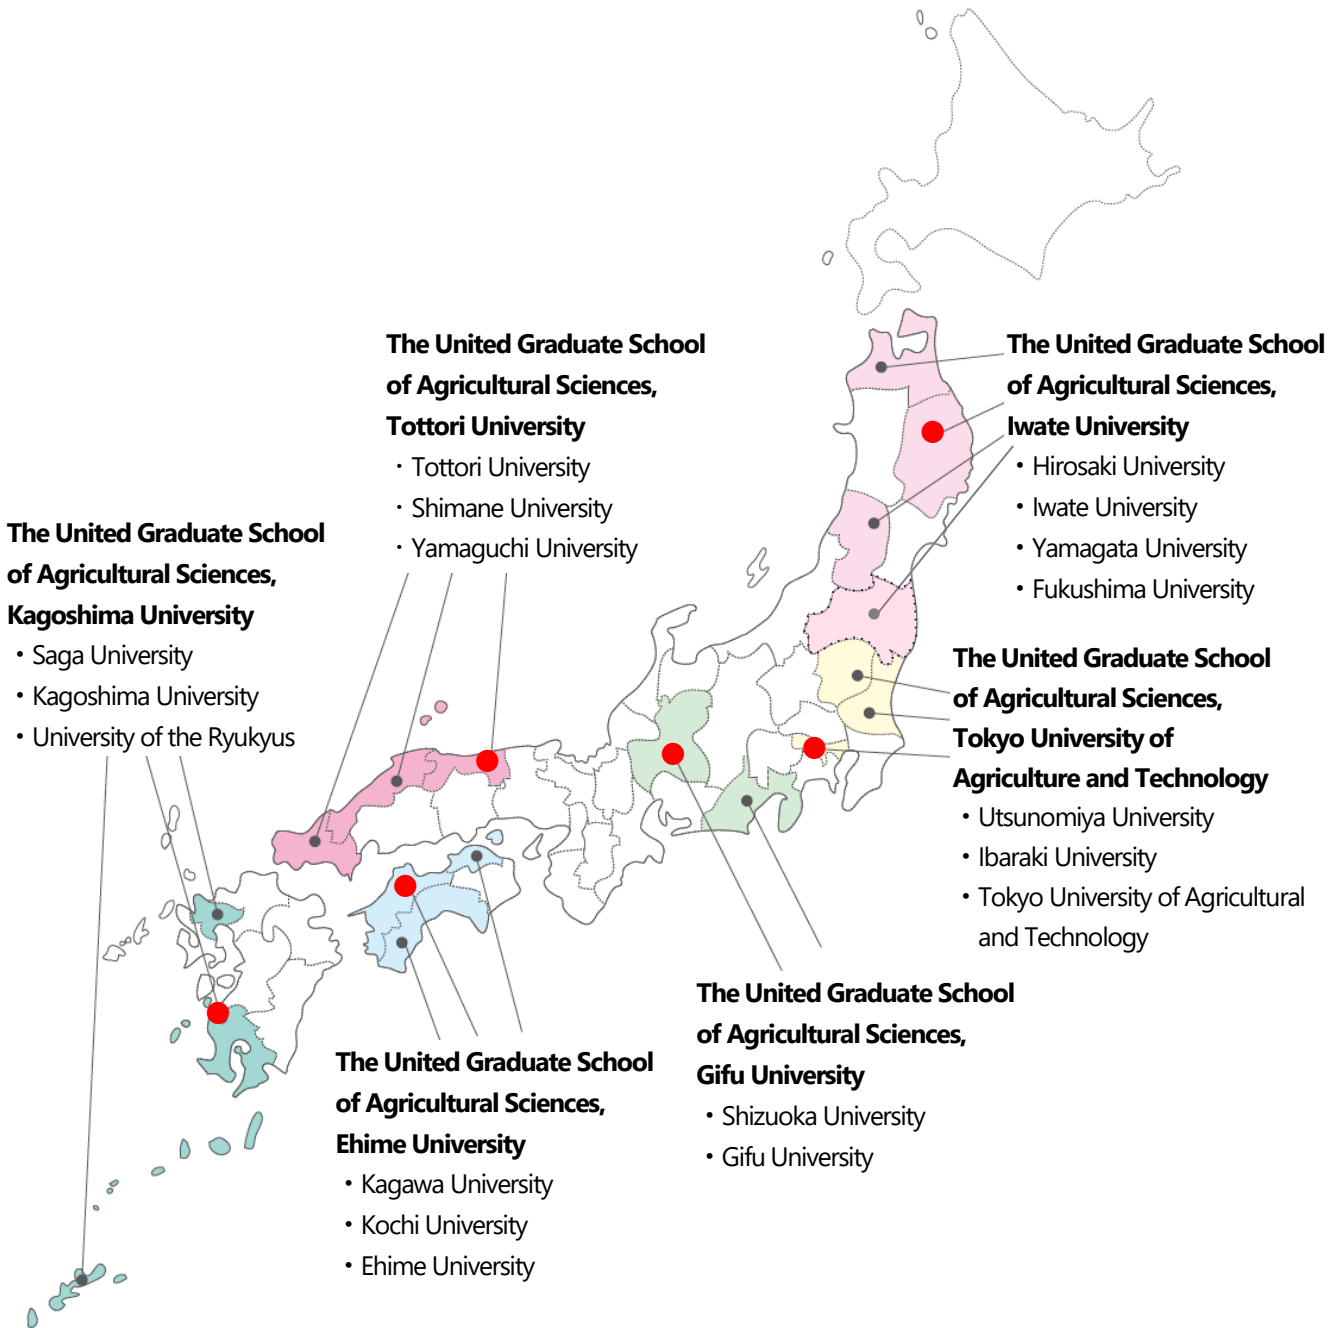 The United Graduate School
of Agricultural Sciences,
Tottori University
・Tottori University
・Shimane University
・Yamaguchi University
The United Graduate School
of Agricultural Sciences,
Iwate University
・Hirosaki University
・Iwate University
・Yamagata University
・Fukushima University
The United Graduate School
of Agricultural Sciences,
Kagoshima University
・Saga University
・Kagoshima University
・University of the Ryukyus
The United Graduate School
of Agricultural Sciences,
Tokyo University of
Agriculture and Technology
・Utsunomiya University
・Ibaraki University
・Tokyo University of Agricultural
and Technology
The United Graduate School
of Agricultural Sciences,
Gifu University
・Shizuoka University
・Gifu University
The United Graduate School
of Agricultural Sciences,
Ehime University
・Kagawa University
・Kochi University
・Ehime University